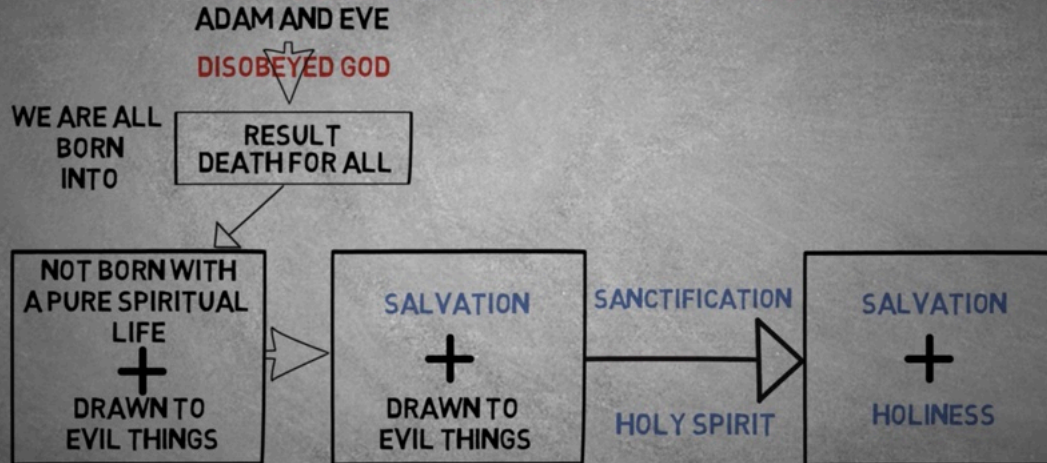 ADAM AND EVE
DISOBEYED GOD
WE ARE ALL
BORN
INTO
RESULT
DEATH FOR ALL
NOT BORN WITH
A PURE SPIRITUAL
LIFE
+
DRAWN TO
EVIL THINGS
SALVATION
+
DRAWN TO
EVIL THINGS
SANCTIFICATION
HOLY SPIRIT
SALVATION
+
HOLINESS